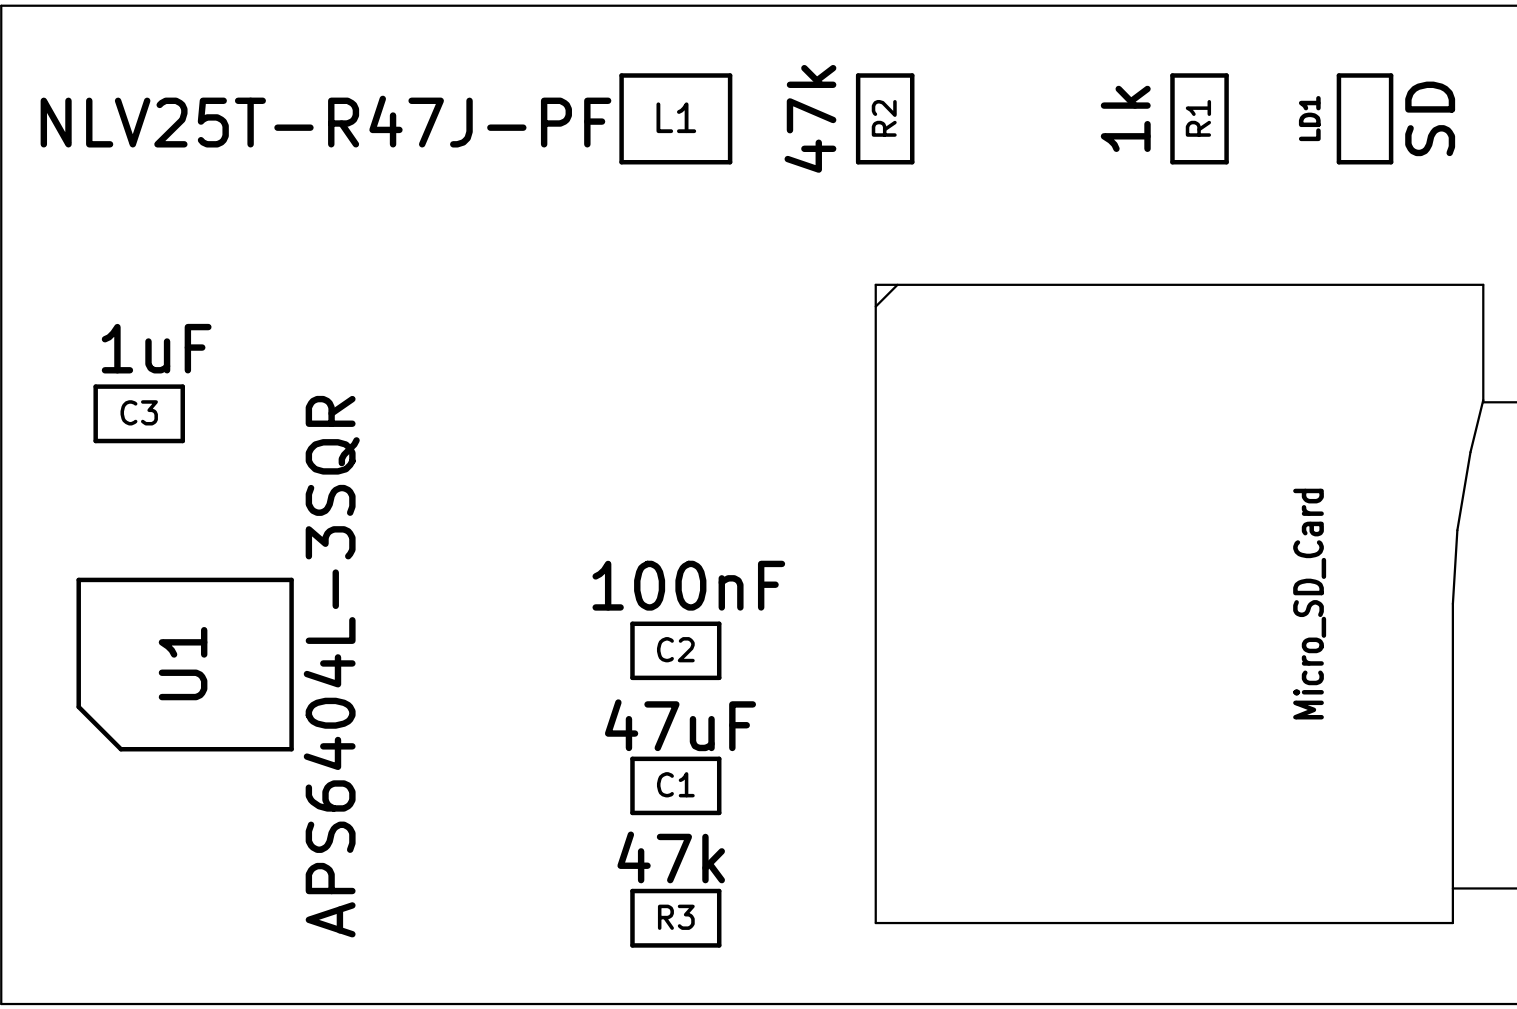 NLV25T-R47J-PF
L1
47k
R2
1k
R1
LD1
SD
1uF
C3
APS6404L-3SQR
U1
100nF
C2
47uF
C1
47k
R3
Micro_SD_Card